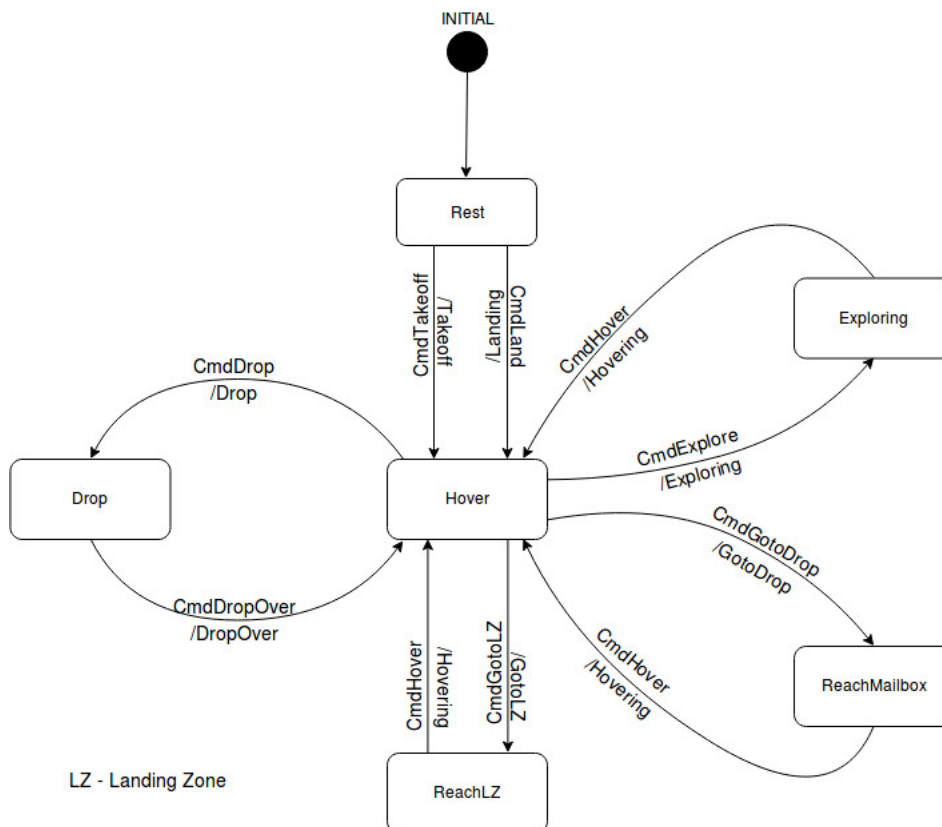 INITIAL
Rest
CmdTakeoff
/Takeoff
CmdLand
/Landing
CmdHover
/Hovering
Exploring
CmdDrop
/Drop
CmdExplore
/Exploring
Drop
Hover
CmdGotoDrop
/GotoDrop
CmdDropOver
/DropOver
CmdHover
/Hovering
CmdGotoLZ
/GotoLZ
CmdHover
/Hovering
ReachMailbox
LZ - Landing Zone
ReachLZ